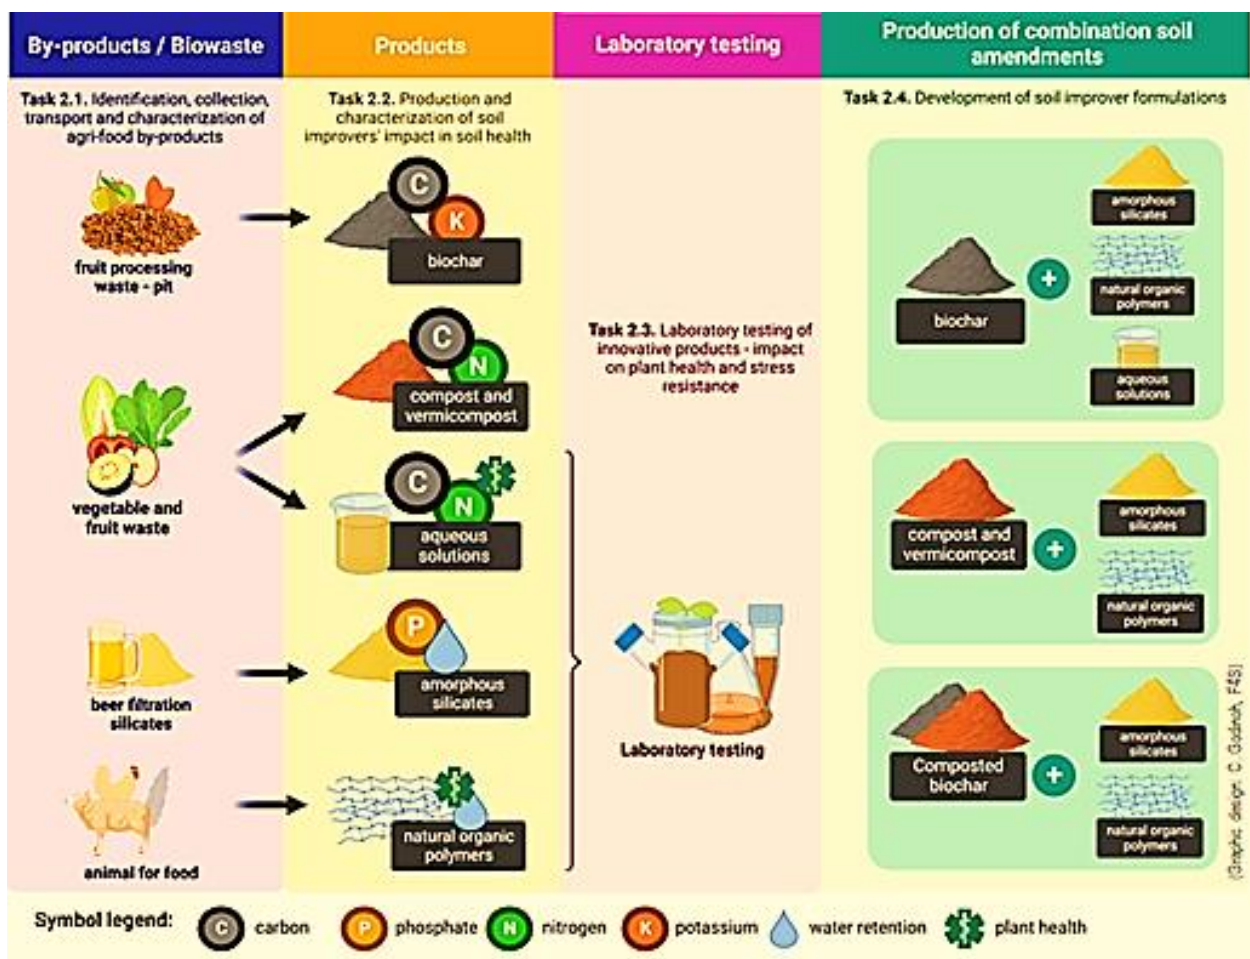 By-products / Biowaste
Products
Laboratory testing
Production of combination soil
amendments
Task 2.1. Identification, collection,
transport and characterization of
agri-food by-products
Task 2.2. Production and
characterization of soil
improvers' impact in soil health
Task 2.4. Development of soil improver formulations
fruit processing
waste - pit
C
K
biochar
vegetable and
fruit waste
C
N
compost and
vermicompost
C
N
aqueous
solutions
beer filtration
silicates
P
amorphous
silicates
animal for food
natural organic
polymers
Task 2.3. Laboratory testing of
innovative products - impact
on plant health and stress
resistance
Laboratory testing
biochar
+
amorphous
silicates
natural organic
polymers
aqueous
solutions
compost and
vermicompost
+
amorphous
silicates
natural organic
polymers
Composted
biochar
+
amorphous
silicates
natural organic
polymers
(Graphic design: C. F4S)
Symbol legend:
C carbon
P phosphate
N nitrogen
K potassium
water retention
plant health